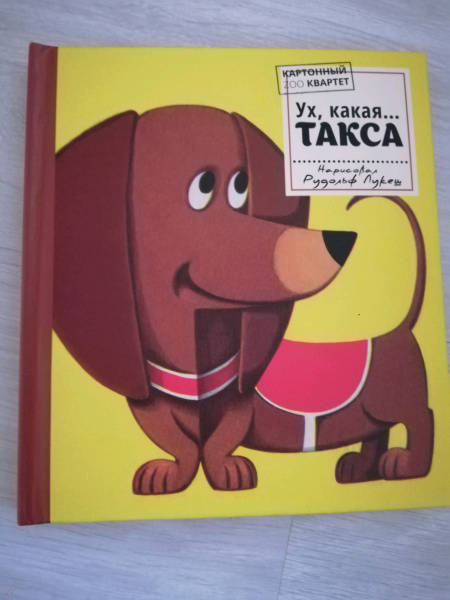 КАРТОННЫЙ
ZOO КВАРТЕТ
Ух, какая...
ТАКСА
Нарисовал
Рудольф Лукеш